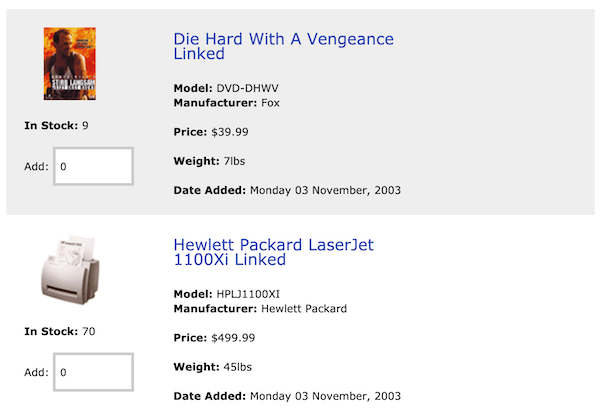 Die Hard With A Vengeance
Linked
STIRB LANGSAM
Model: DVD-DHWV
Manufacturer: Fox
In Stock: 9
Price: $39.99
Add: 0
Weight: 7lbs
Date Added: Monday 03 November, 2003
Hewlett Packard LaserJet
1100Xi Linked
Model: HPLJ1100XI
Manufacturer: Hewlett Packard
In Stock: 70
Price: $499.99
Add: 0
Weight: 45lbs
Date Added: Monday 03 November, 2003